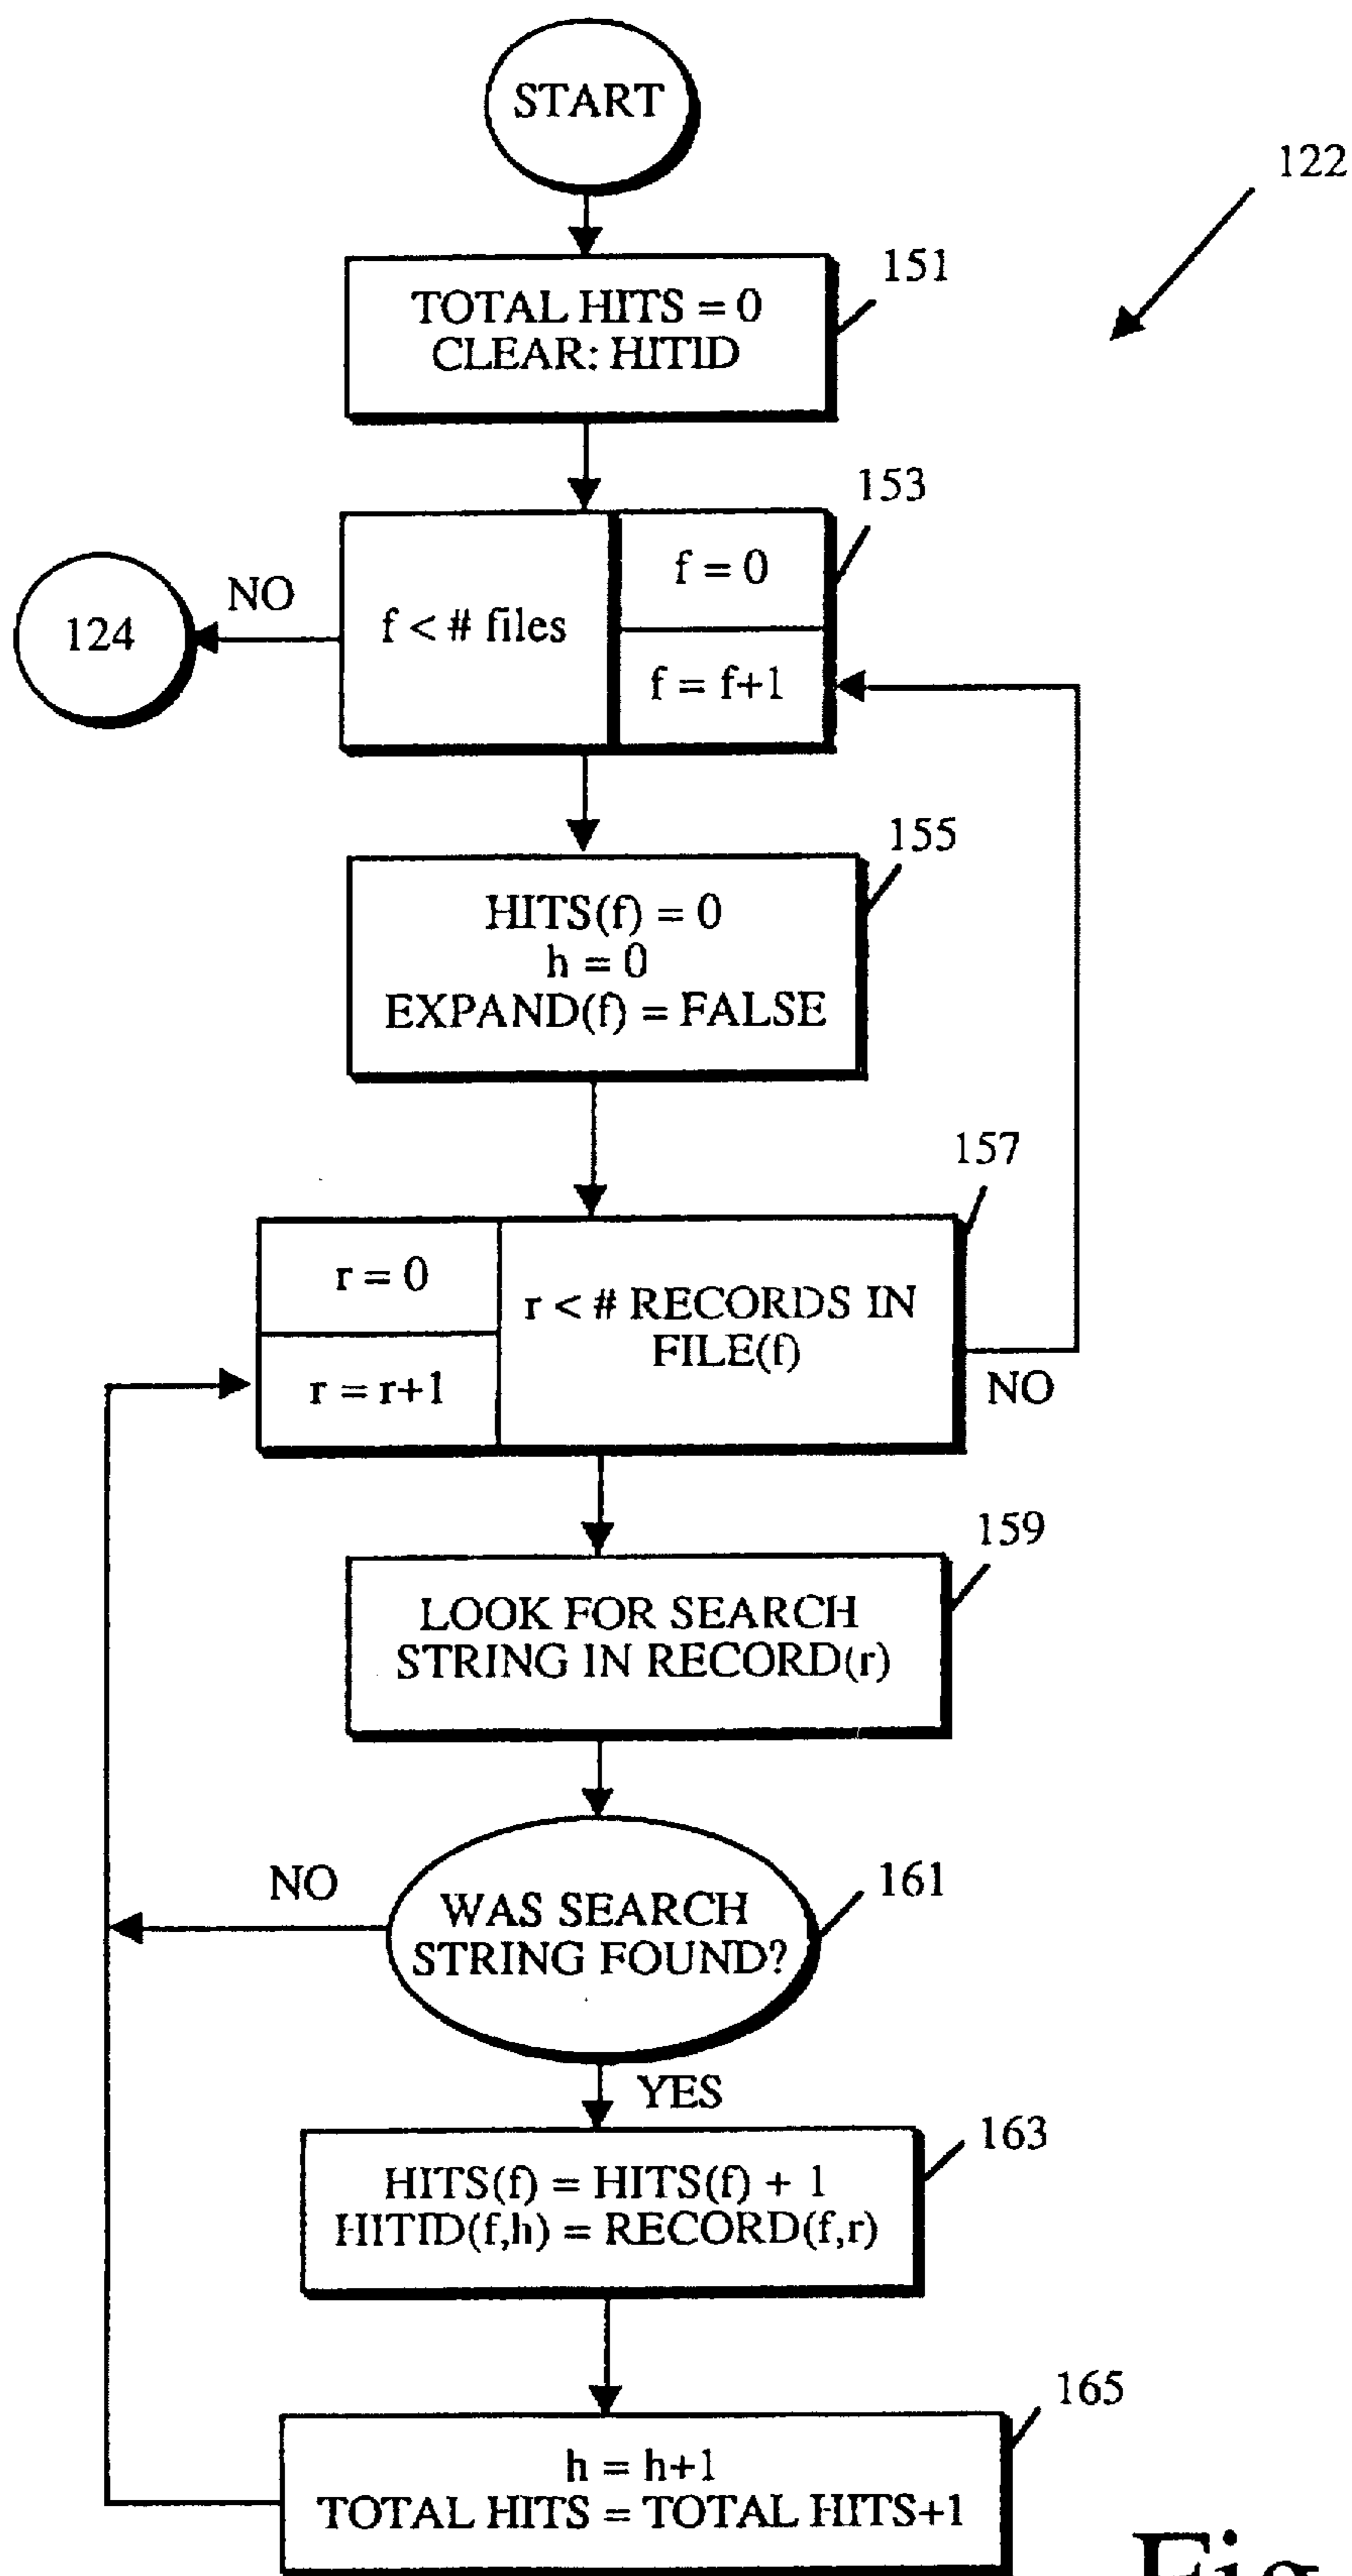 START
122
151
TOTAL HITS = 0
CLEAR: HITID
153
f = 0
NO
124
f < # files
f = f+1
155
HITS(f) = 0
h = 0
EXPAND(f) = FALSE
157
r = 0
r < # RECORDS IN
FILE(f)
r = r+1
NO
159
LOOK FOR SEARCH
STRING IN RECORD(r)
NO
161
WAS SEARCH
STRING FOUND?
YES
163
HITS(f) = HITS(f) + 1
HITID(f,h) = RECORD(f,r)
165
h = h+1
TOTAL HITS = TOTAL HITS+1